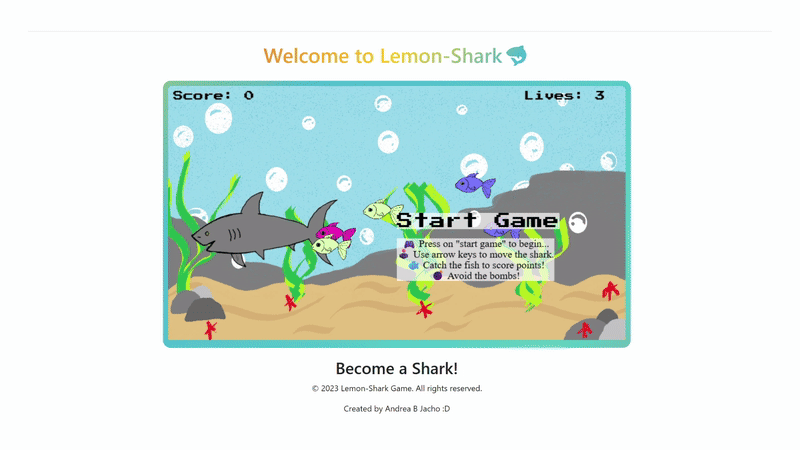 Welcome to Lemon-Shark
Score: 0
Lives: 3
Start Game
Press on "start game" to begin...
Use arrow keys to move the shark
Catch the fish to score points!
Avoid the bombs!
Become a Shark!
© 2023 Lemon-Shark Game. All rights reserved.
Created by Andrea B Jacho :D